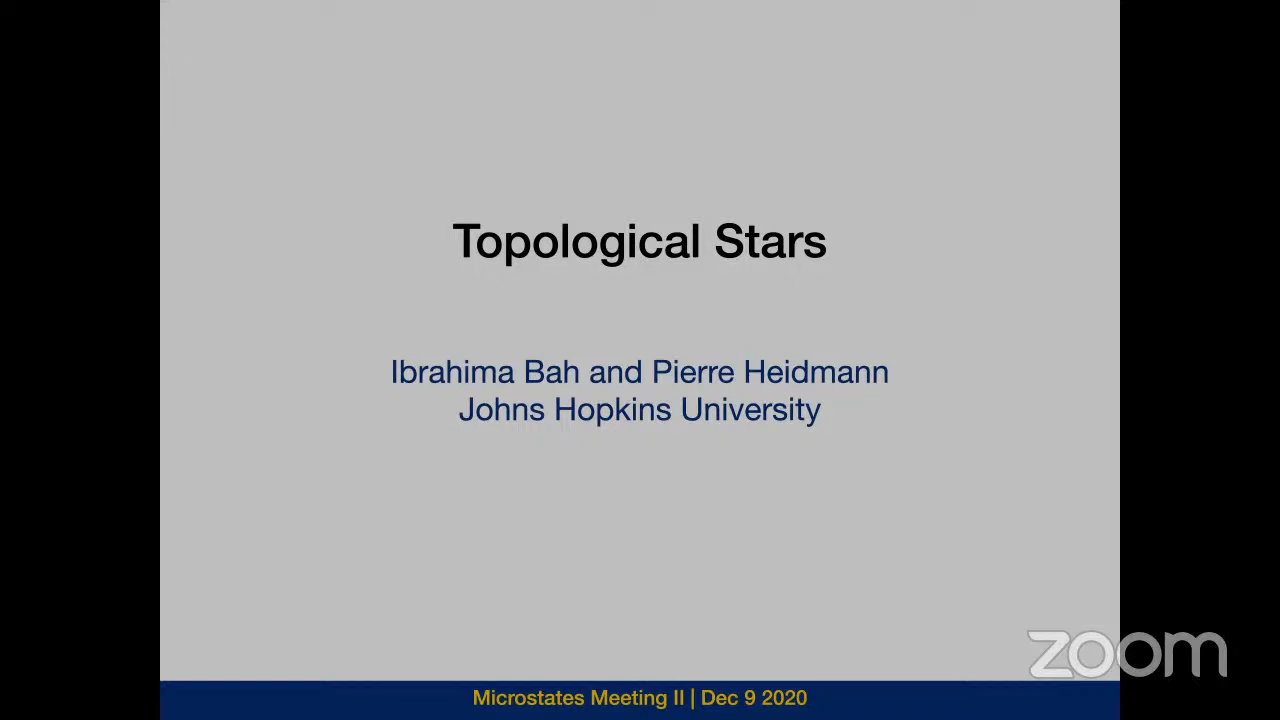 Topological Stars
Ibrahima Bah and Pierre Heidmann
Johns Hopkins University
zoom
Microstates Meeting II | Dec 9 2020